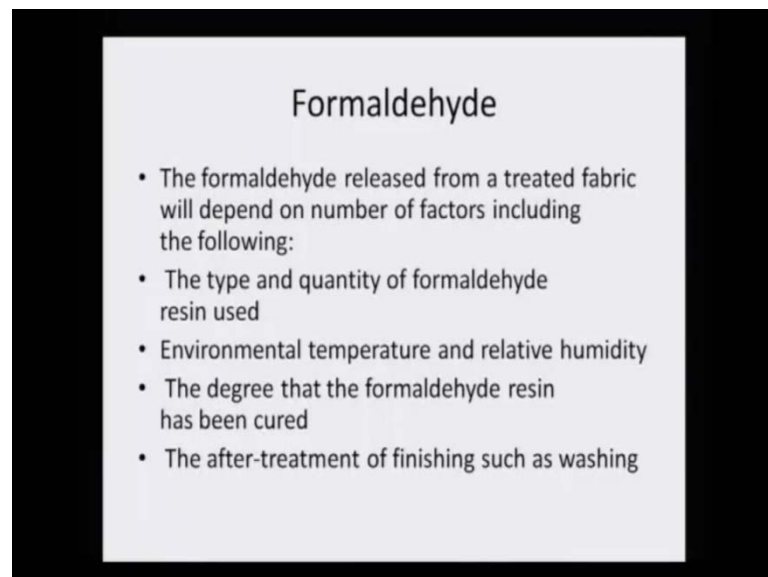 Formaldehyde
• The formaldehyde released from a treated fabric
will depend on number of factors including
the following:
• The type and quantity of formaldehyde
resin used
• Environmental temperature and relative humidity
• The degree that the formaldehyde resin
has been cured
• The after-treatment of finishing such as washing